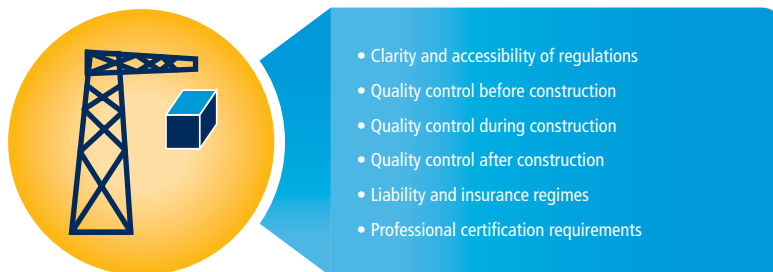 • Clarity and accessibility of regulations
• Quality control before construction
• Quality control during construction
• Quality control after construction
• Liability and insurance regimes
• Professional certification requirements